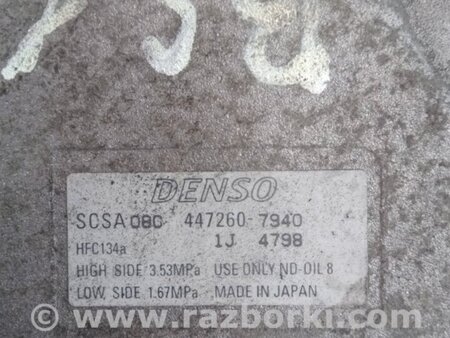 DENSO
SCSA08C 447260-7940
1J 4798
HFC134a
HIGH SIDE 3.53MPa USE ONLY ND-OIL 8
LOW SIDE 1.67MPa MADE IN JAPAN
www.razborki.com